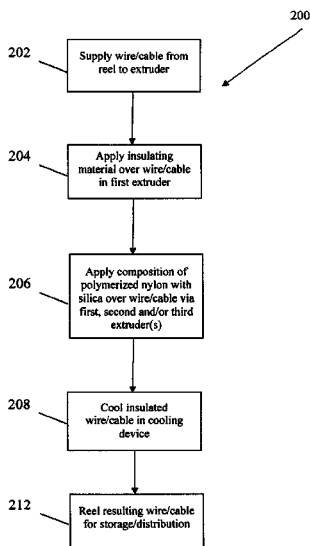 200
202
Supply wire/cable from
reel to extruder
204
Apply insulating
material over wire/cable
in first extruder
206
Apply composition of
polymerized nylon with
silica over wire/cable via
first, second and/or third
extruder(s)
208
Cool insulated
wire/cable in cooling
device
212
Reel resulting wire/cable
for storage/distribution